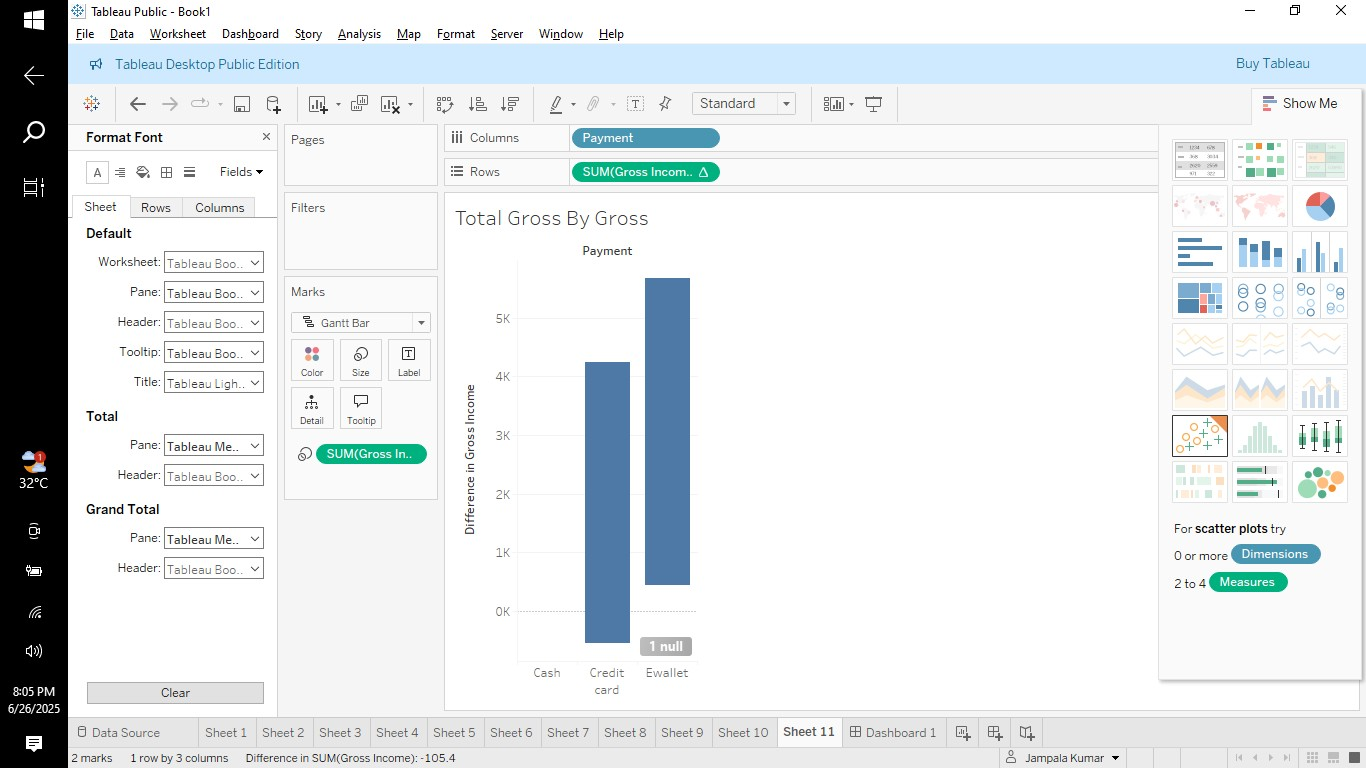 Tableau Public - Book1
File Data Worksheet Dashboard Story Analysis Map Format Server Window Help
Tableau Desktop Public Edition
Buy Tableau
Standard
Show Me
Format Font
Fields
Sheet Rows Columns
Default
Worksheet: Tableau Boo..
Pane: Tableau Boo..
Header: Tableau Boo..
Tooltip: Tableau Boo..
Title: Tableau Ligh..
Total
Pane: Tableau Me..
Header: Tableau Boo..
Grand Total
Pane: Tableau Me..
Header: Tableau Boo..
Clear
Pages
Filters
Marks
Gantt Bar
Color Size Label
Detail Tooltip
SUM(Gross In..
Columns Payment
Rows SUM(Gross Incom.. Δ
Total Gross By Gross
Payment
Difference in Gross Income
5K
4K
3K
2K
1K
0K
1 null
Cash
Credit card
Ewallet
For scatter plots try
0 or more Dimensions
2 to 4 Measures
1
32°C
8:05 PM
6/26/2025
Data Source Sheet 1 Sheet 2 Sheet 3 Sheet 4 Sheet 5 Sheet 6 Sheet 7 Sheet 8 Sheet 9 Sheet 10 Sheet 11 Dashboard 1
2 marks 1 row by 3 columns Difference in SUM(Gross Income): -105.4
Jampala Kumar